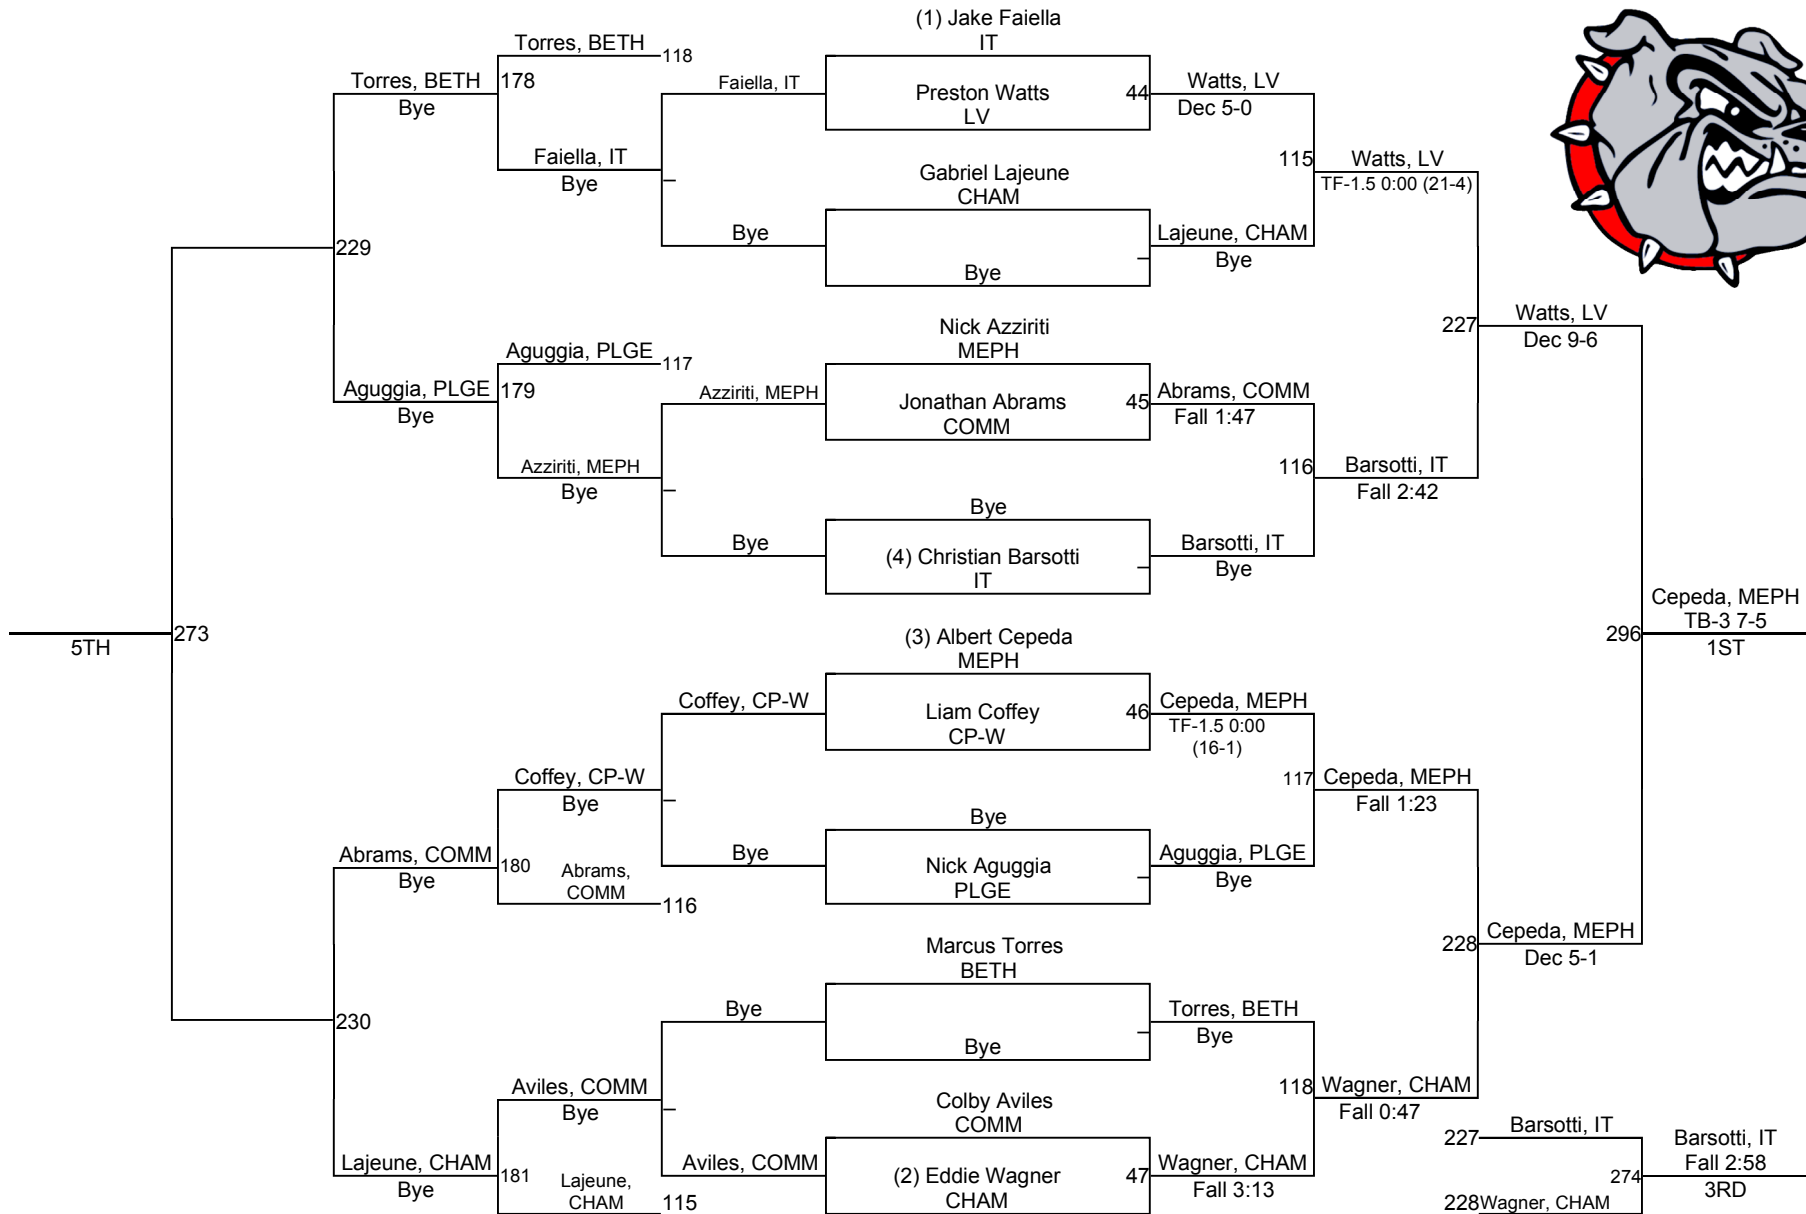 (1) Jake Faiella
IT
Torres, BETH
118
Torres, BETH
178
Bye
Faiella, IT
Preston Watts
LV
44
Watts, LV
Dec 5-0
Faiella, IT
Bye
Gabriel Lajeune
CHAM
115
Watts, LV
TF-1.5 0:00 (21-4)
Bye
Bye
Lajeune, CHAM
Bye
229
Nick Azziriti
MEPH
227
Watts, LV
Dec 9-6
Aguggia, PLGE
117
Aguggia, PLGE
179
Bye
Azziriti, MEPH
Jonathan Abrams
COMM
45
Abrams, COMM
Fall 1:47
Azziriti, MEPH
Bye
116
Barsotti, IT
Fall 2:42
Bye
Bye
(4) Christian Barsotti
IT
Barsotti, IT
Bye
5TH
273
(3) Albert Cepeda
MEPH
296
Cepeda, MEPH
TB-3 7-5
1ST
Coffey, CP-W
Liam Coffey
CP-W
46
Cepeda, MEPH
TF-1.5 0:00
(16-1)
Coffey, CP-W
Bye
117
Cepeda, MEPH
Fall 1:23
Bye
Abrams, COMM
180
Bye
Abrams,
COMM
116
Bye
Nick Aguggia
PLGE
Aguggia, PLGE
Bye
Marcus Torres
BETH
228
Cepeda, MEPH
Dec 5-1
230
Bye
Bye
Torres, BETH
Bye
Aviles, COMM
Bye
Colby Aviles
COMM
118
Wagner, CHAM
Fall 0:47
Lajeune, CHAM
181
Bye
Lajeune,
CHAM
115
Aviles, COMM
(2) Eddie Wagner
CHAM
47
Wagner, CHAM
Fall 3:13
227
Barsotti, IT
274
Barsotti, IT
Fall 2:58
3RD
228
Wagner, CHAM